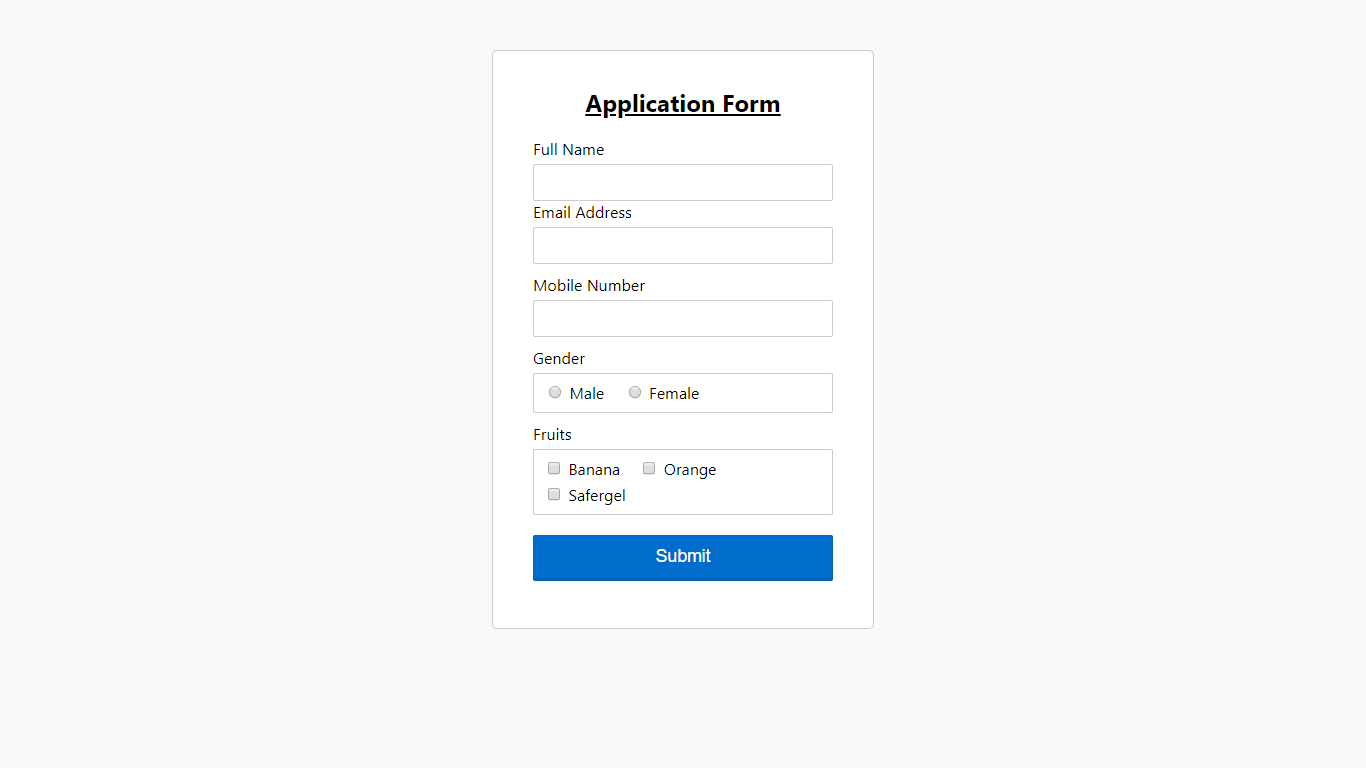 Application Form
Full Name
Email Address
Mobile Number
Gender
Male Female
Fruits
Banana Orange
Safergel
Submit